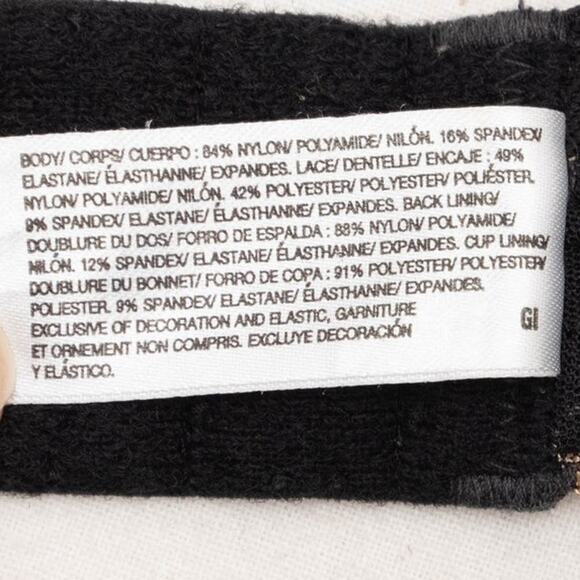 BODY/ CORPS/ CUERPO : 84% NYLON/ POLYAMIDE/ NILÓN. 16% SPANDEX/
ELASTANE/ ÉLASTHANNE/ EXPANDES. LACE/ DENTELLE/ ENCAJE : 49%
NYLON/ POLYAMIDE/ NILÓN. 42% POLYESTER/ POLYESTER/ POLIÉSTER.
9% SPANDEX/ ELASTANE/ ÉLASTHANNE/ EXPANDES. BACK LINING/
DOUBLURE DU DOS/ FORRO DE ESPALDA : 88% NYLON/ POLYAMIDE/
NILÓN. 12% SPANDEX/ ELASTANE/ ÉLASTHANNE/ EXPANDES. CUP LINING/
DOUBLURE DU BONNET/ FORRO DE COPA : 91% POLYESTER/ POLYESTER/
POLIESTER. 9% SPANDEX/ ELASTANE/ ÉLASTHANNE/ EXPANDES.
EXCLUSIVE OF DECORATION AND ELASTIC, GARNITURE
ET ORNEMENT NON COMPRIS. EXCLUYE DECORACIÓN
Y ELÁSTICO.
GI